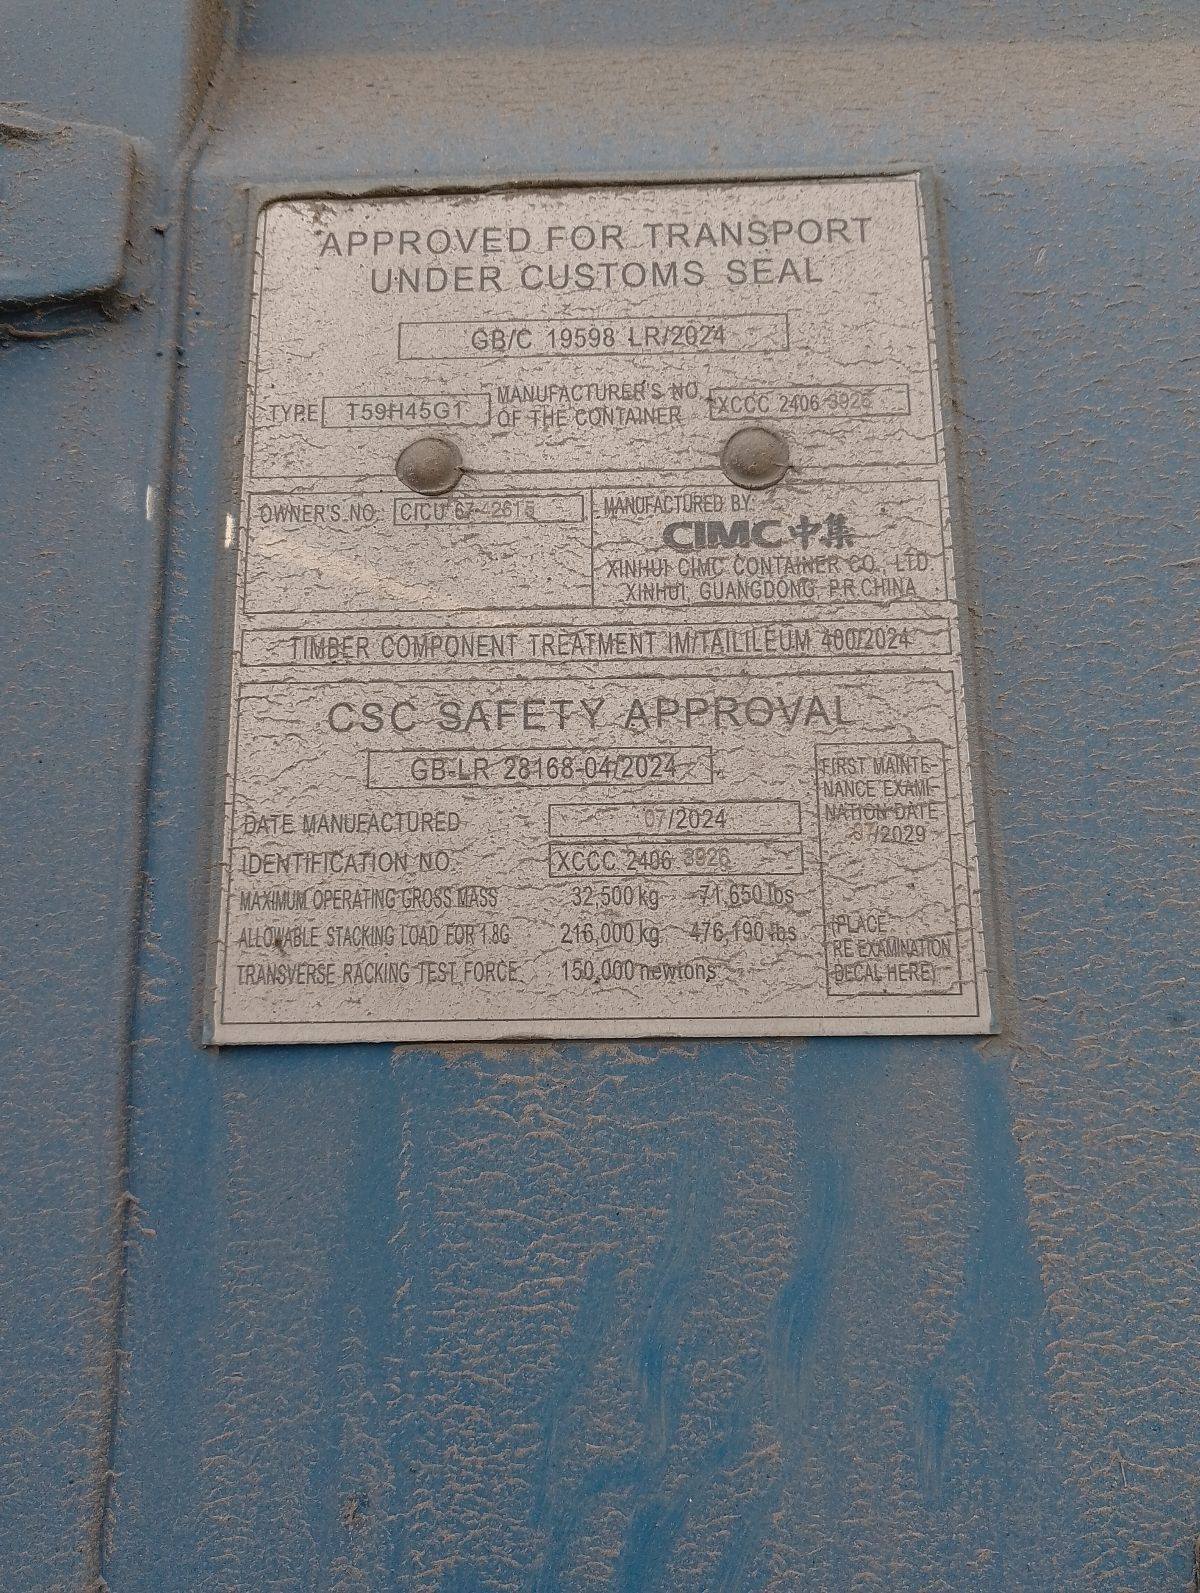 APPROVED FOR TRANSPORT
UNDER CUSTOMS SEAL
GB/C 19598 LR/2024
TYPE T59H45G1
MANUFACTURER'S NO.
OF THE CONTAINER
XCCC 2406 3926
OWNER'S NO.
CICU 67
MANUFACTURED BY:
CIMC 中集
XINHUI CIMC CONTAINER CO., LTD
XINHUI, GUANGDONG, P.R.CHINA
TIMBER COMPONENT TREATMENT IM/TAILILEUM 400/2024
CSC SAFETY APPROVAL
GB-LR 28168-04/2024
DATE MANUFACTURED 07/2024
IDENTIFICATION NO. XCCC 2406 3926
MAXIMUM OPERATING GROSS MASS 32,500 kg 71,650 lbs
ALLOWABLE STACKING LOAD FOR 1.8G 216,000 kg 476,190 lbs
TRANSVERSE RACKING TEST FORCE 150,000 newtons
FIRST MAINTE-
NANCE EXAMI-
NATION DATE
07/2029
(PLACE
RE EXAMINATION
DECAL HERE)